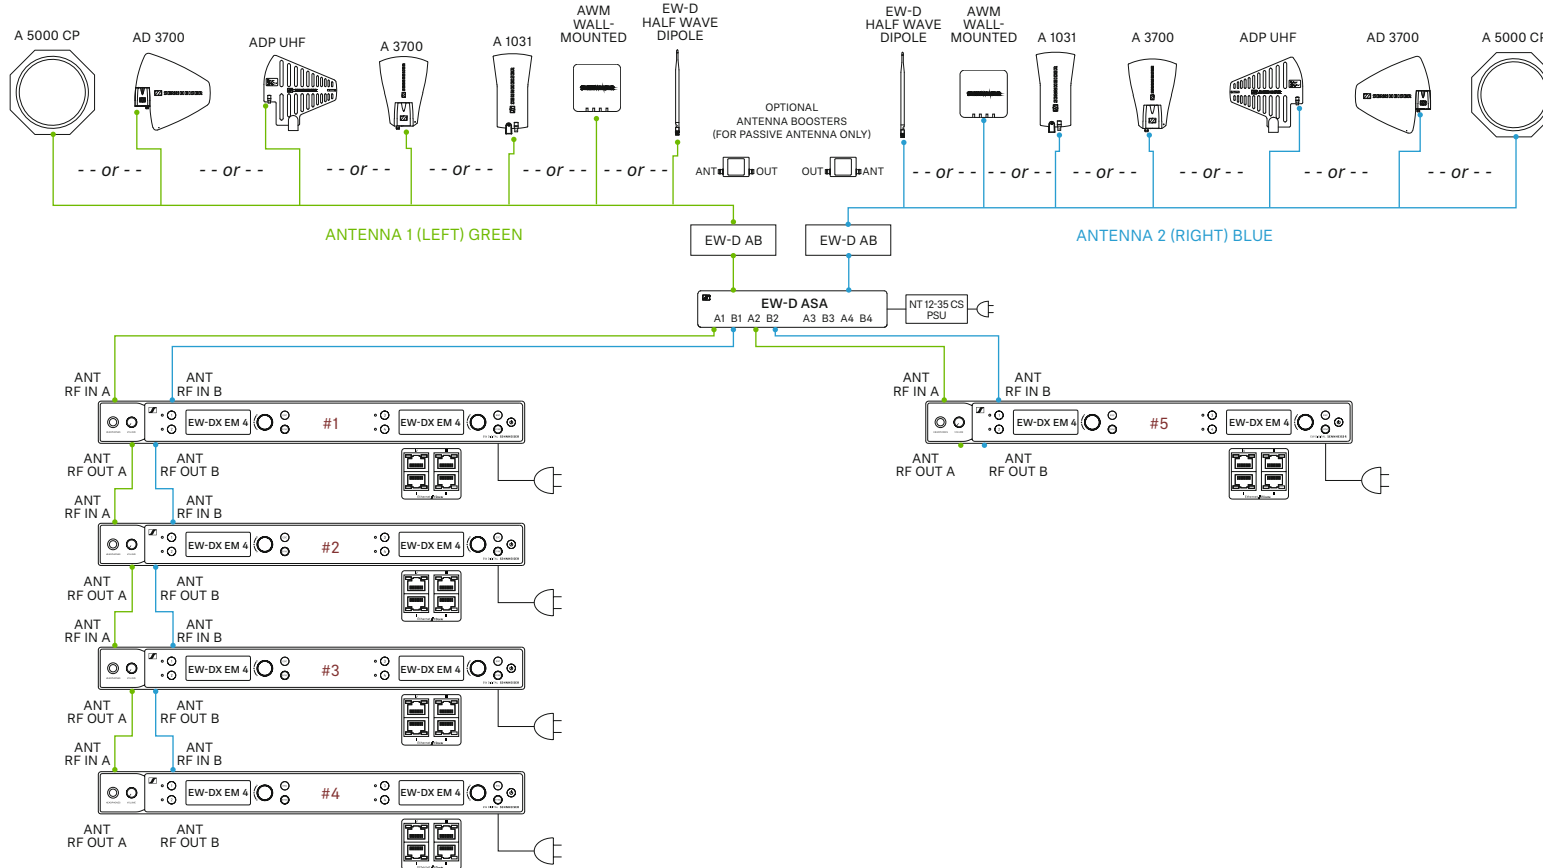 A 5000 CP
AD 3700
ADP UHF
A 3700
A 1031
AWM
WALL-
MOUNTED
EW-D
HALF WAVE
DIPOLE
EW-D
HALF WAVE
DIPOLE
AWM
WALL-
MOUNTED
A 1031
A 3700
ADP UHF
AD 3700
A 5000 CP
OPTIONAL
ANTENNA BOOSTERS
(FOR PASSIVE ANTENNA ONLY)
ANT OUT OUT ANT
- - or - - - - or - - - - or - - - - or - - - - or - - - - or - -
- - or - - - - or - - - - or - - - - or - - - - or - - - - or - -
ANTENNA 1 (LEFT) GREEN
EW-D AB
EW-D AB
ANTENNA 2 (RIGHT) BLUE
EW-D ASA
A1 B1 A2 B2 A3 B3 A4 B4
NT 12-35 CS
PSU
ANT
RF IN A
ANT
RF IN B
EW-DX EM 4 #1 EW-DX EM 4
ANT
RF OUT A
ANT
RF OUT B
ANT
RF IN A
ANT
RF IN B
EW-DX EM 4 #5 EW-DX EM 4
ANT
RF OUT A
ANT
RF OUT B
ANT
RF IN A
ANT
RF IN B
EW-DX EM 4 #2 EW-DX EM 4
ANT
RF OUT A
ANT
RF OUT B
ANT
RF IN A
ANT
RF IN B
EW-DX EM 4 #3 EW-DX EM 4
ANT
RF OUT A
ANT
RF OUT B
ANT
RF IN A
ANT
RF IN B
EW-DX EM 4 #4 EW-DX EM 4
ANT
RF OUT A
ANT
RF OUT B